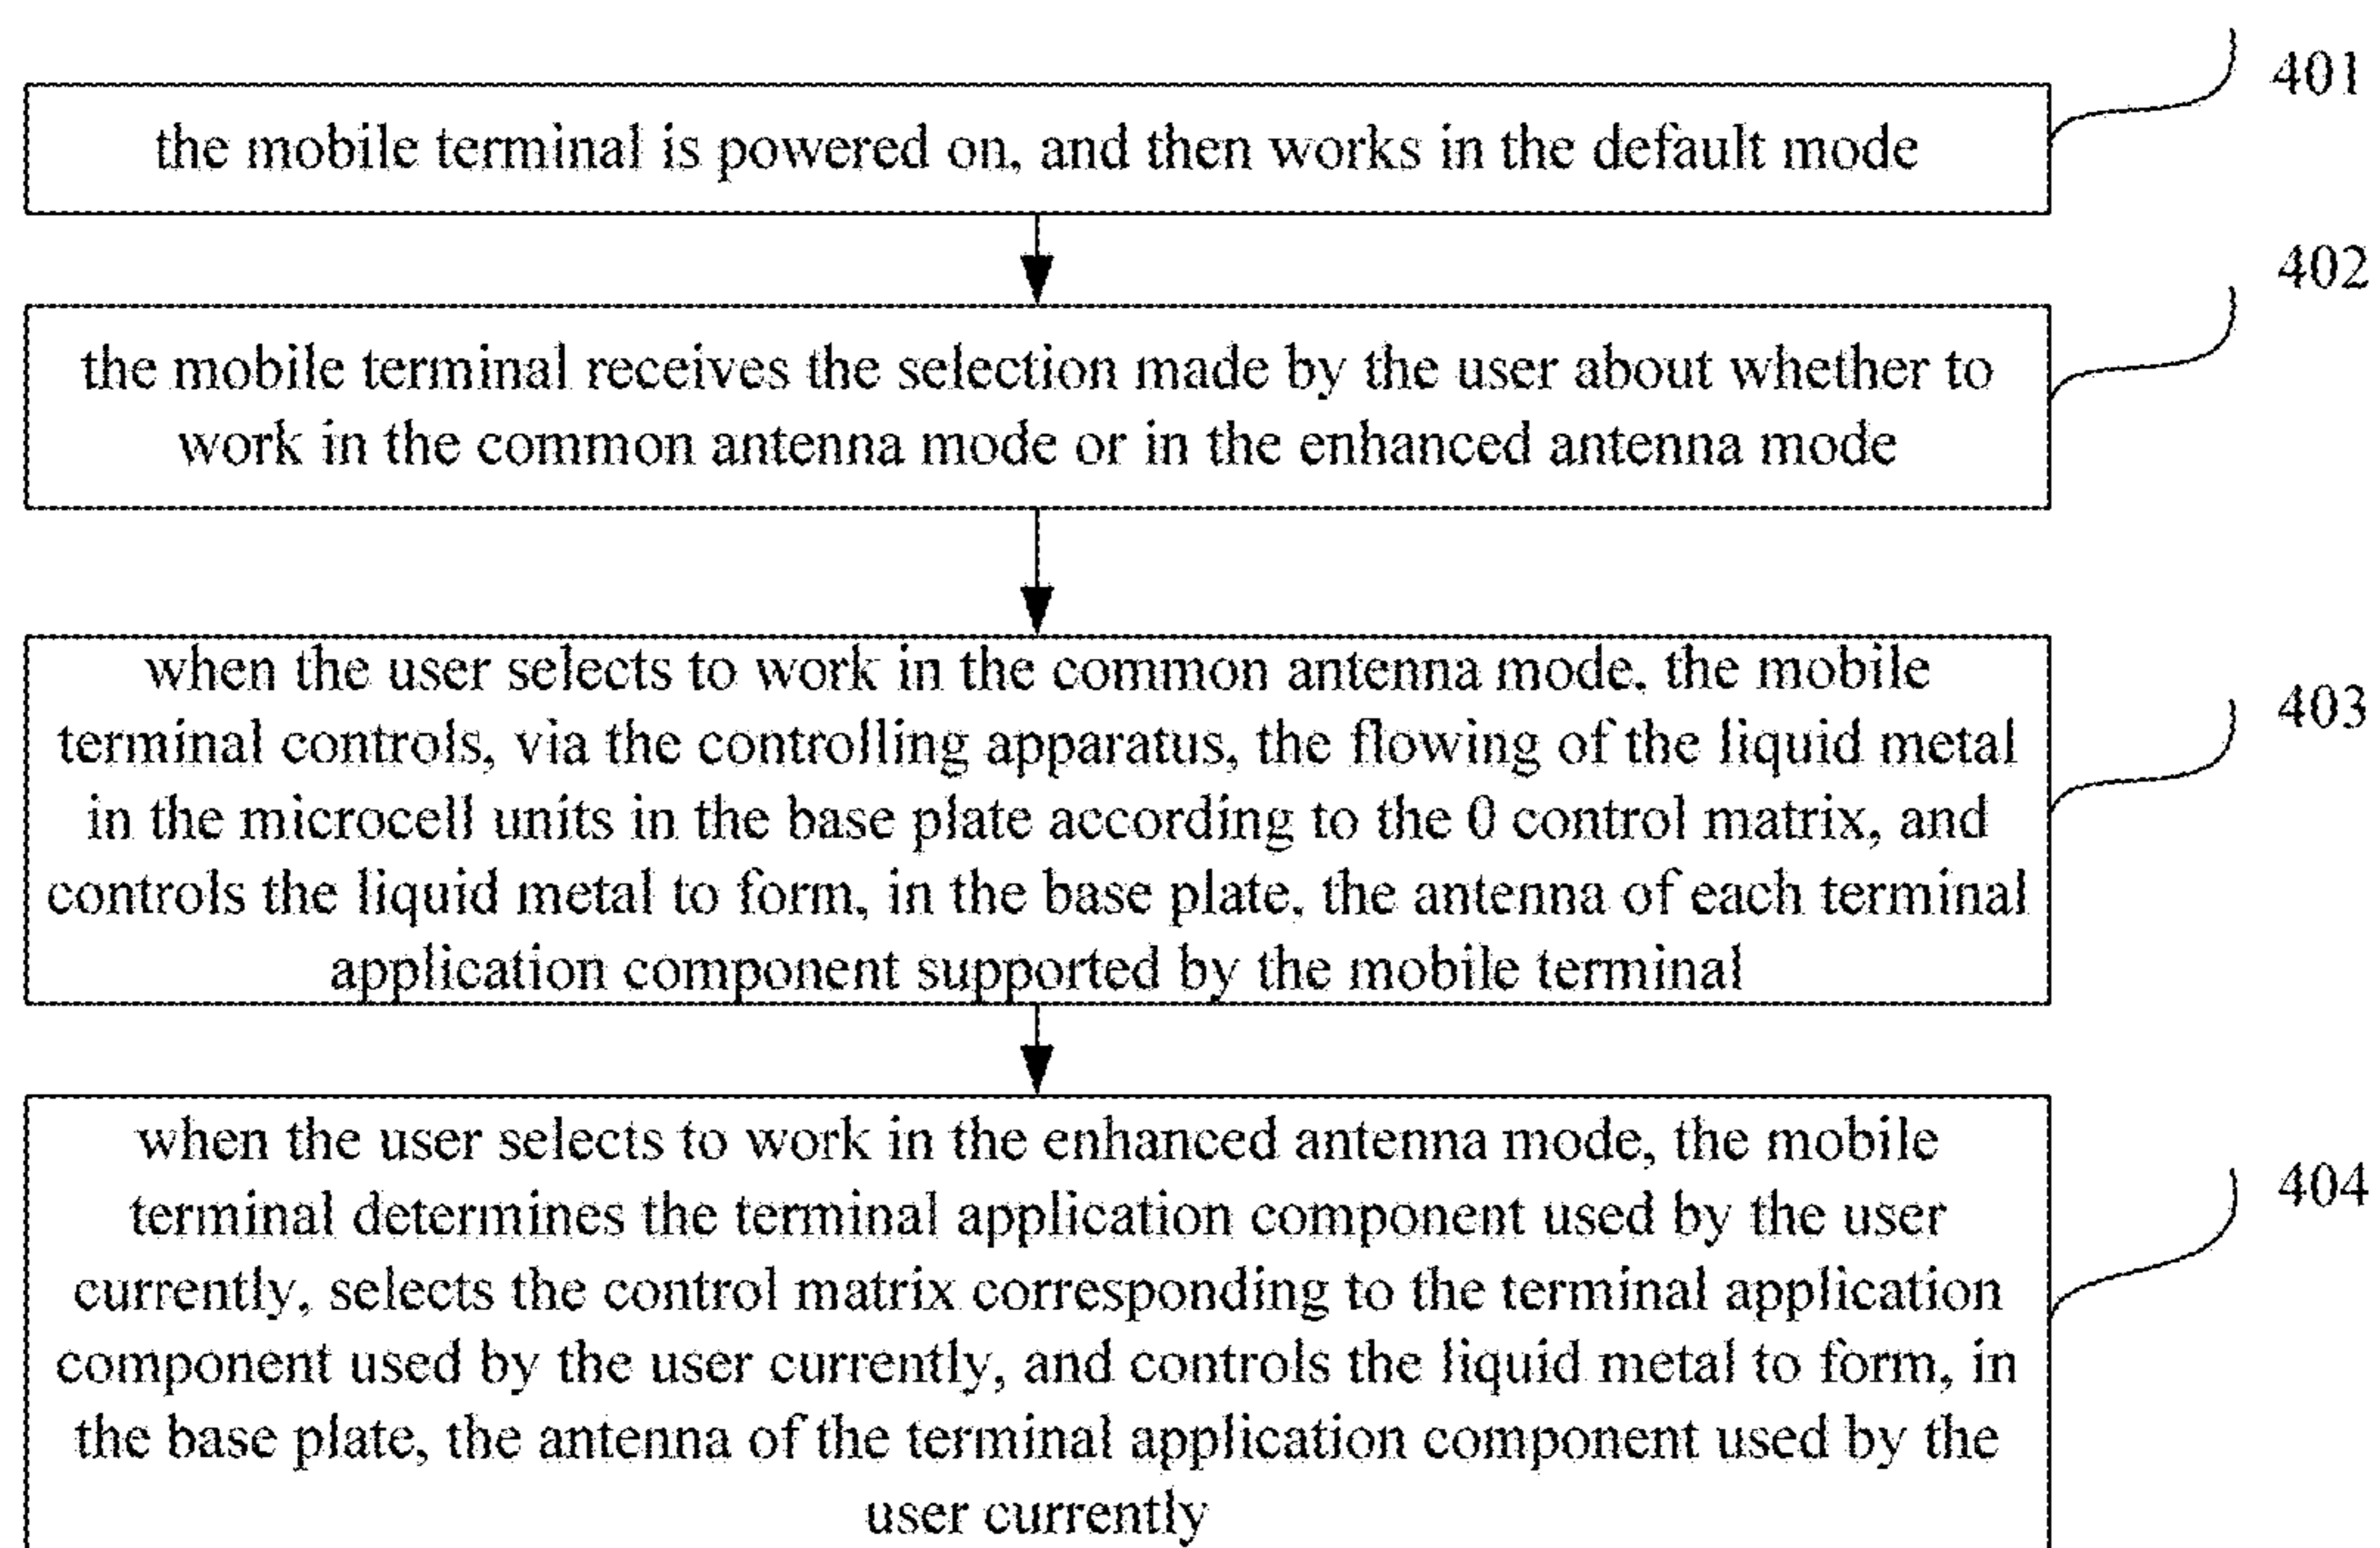 401
the mobile terminal is powered on, and then works in the default mode
402
the mobile terminal receives the selection made by the user about whether to
work in the common antenna mode or in the enhanced antenna mode
403
when the user selects to work in the common antenna mode, the mobile
terminal controls, via the controlling apparatus, the flowing of the liquid metal
in the microcell units in the base plate according to the 0 control matrix, and
controls the liquid metal to form, in the base plate, the antenna of each terminal
application component supported by the mobile terminal
404
when the user selects to work in the enhanced antenna mode, the mobile
terminal determines the terminal application component used by the user
currently, selects the control matrix corresponding to the terminal application
component used by the user currently, and controls the liquid metal to form, in
the base plate, the antenna of the terminal application component used by the
user currently